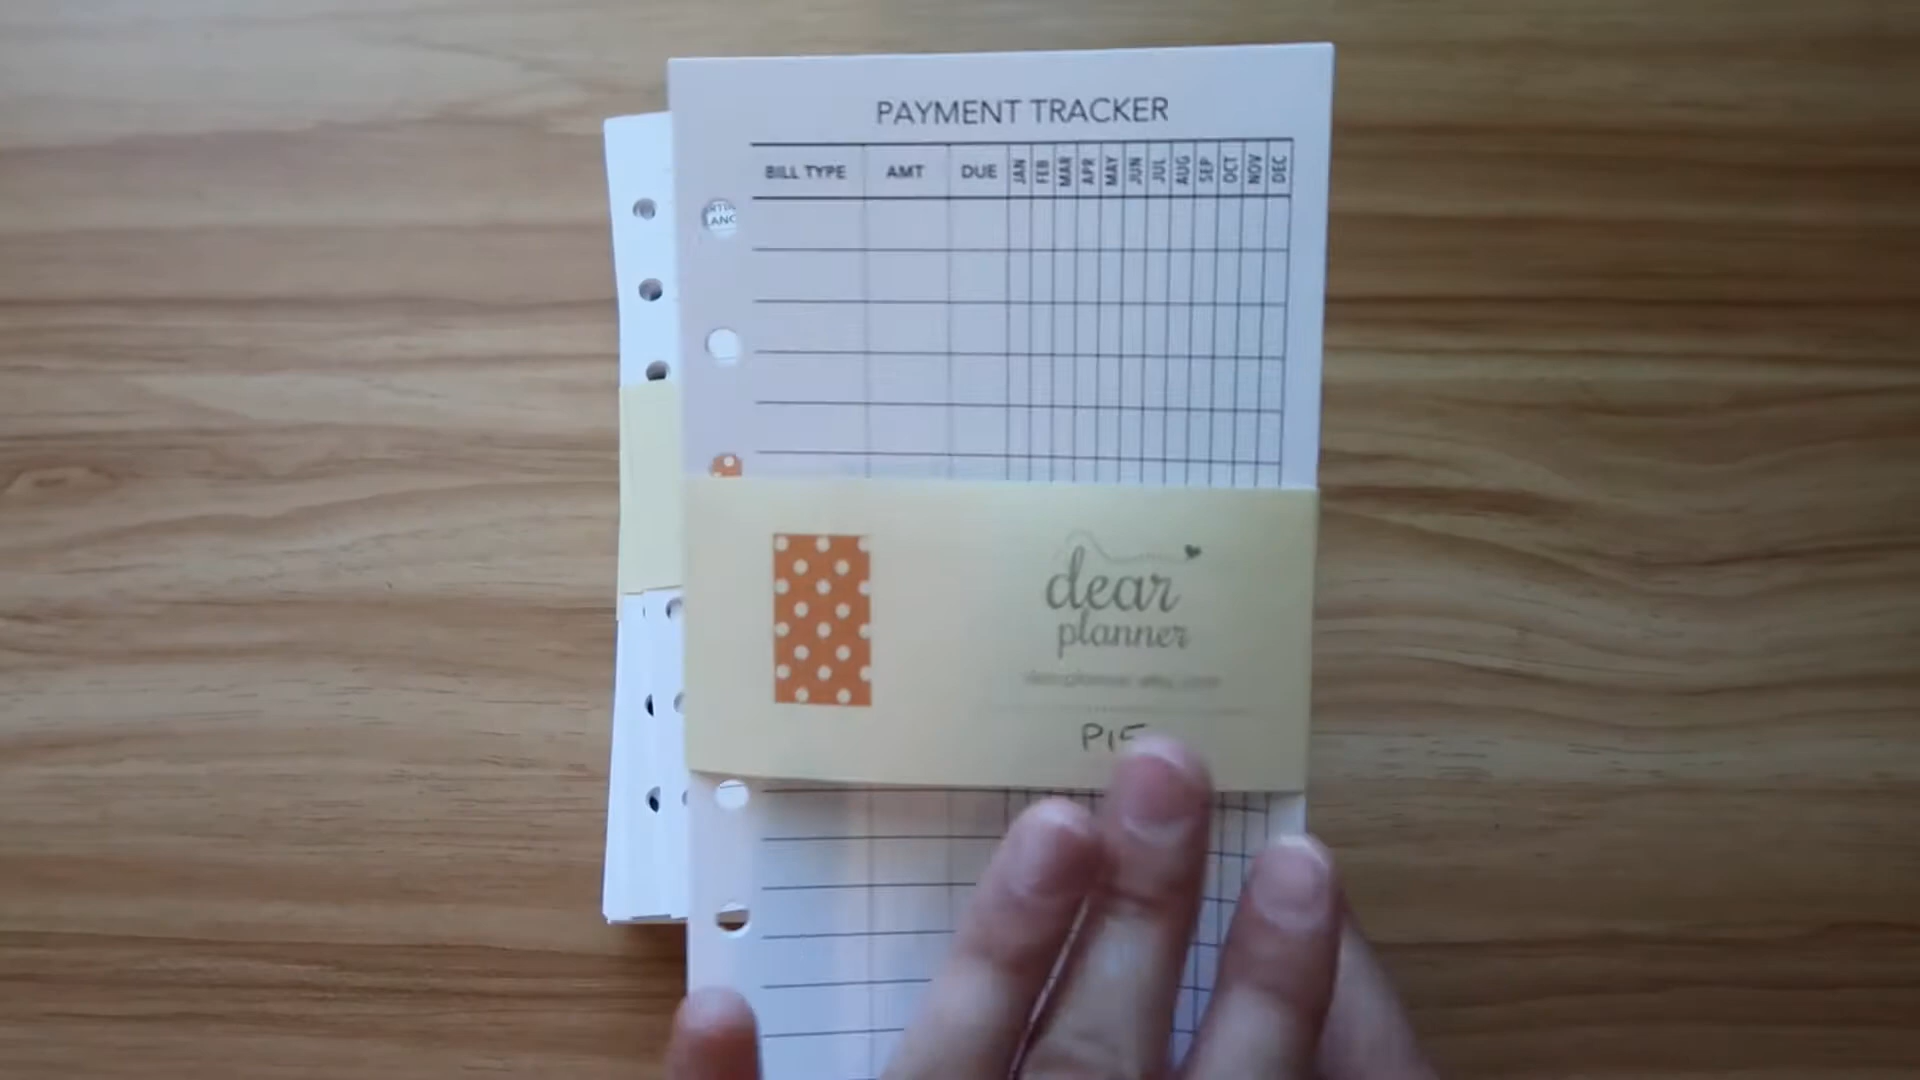 PAYMENT TRACKER
BILL TYPE AMT DUE JAN FEB MAR APR MAY JUN JUL AUG SEP OCT NOV DEC
dear
planner